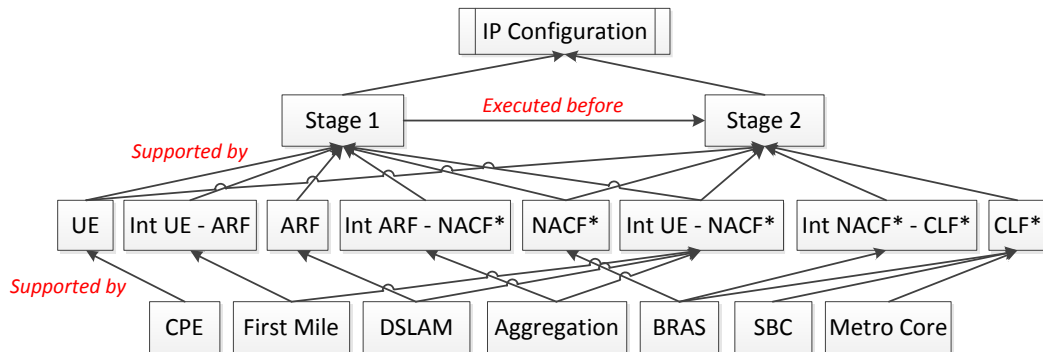 IP Configuration
Executed before
Stage 1
Stage 2
Supported by
UE
Int UE - ARF
ARF
Int ARF - NACF*
NACF*
Int UE - NACF*
Int NACF* - CLF*
CLF*
Supported by
CPE
First Mile
DSLAM
Aggregation
BRAS
SBC
Metro Core